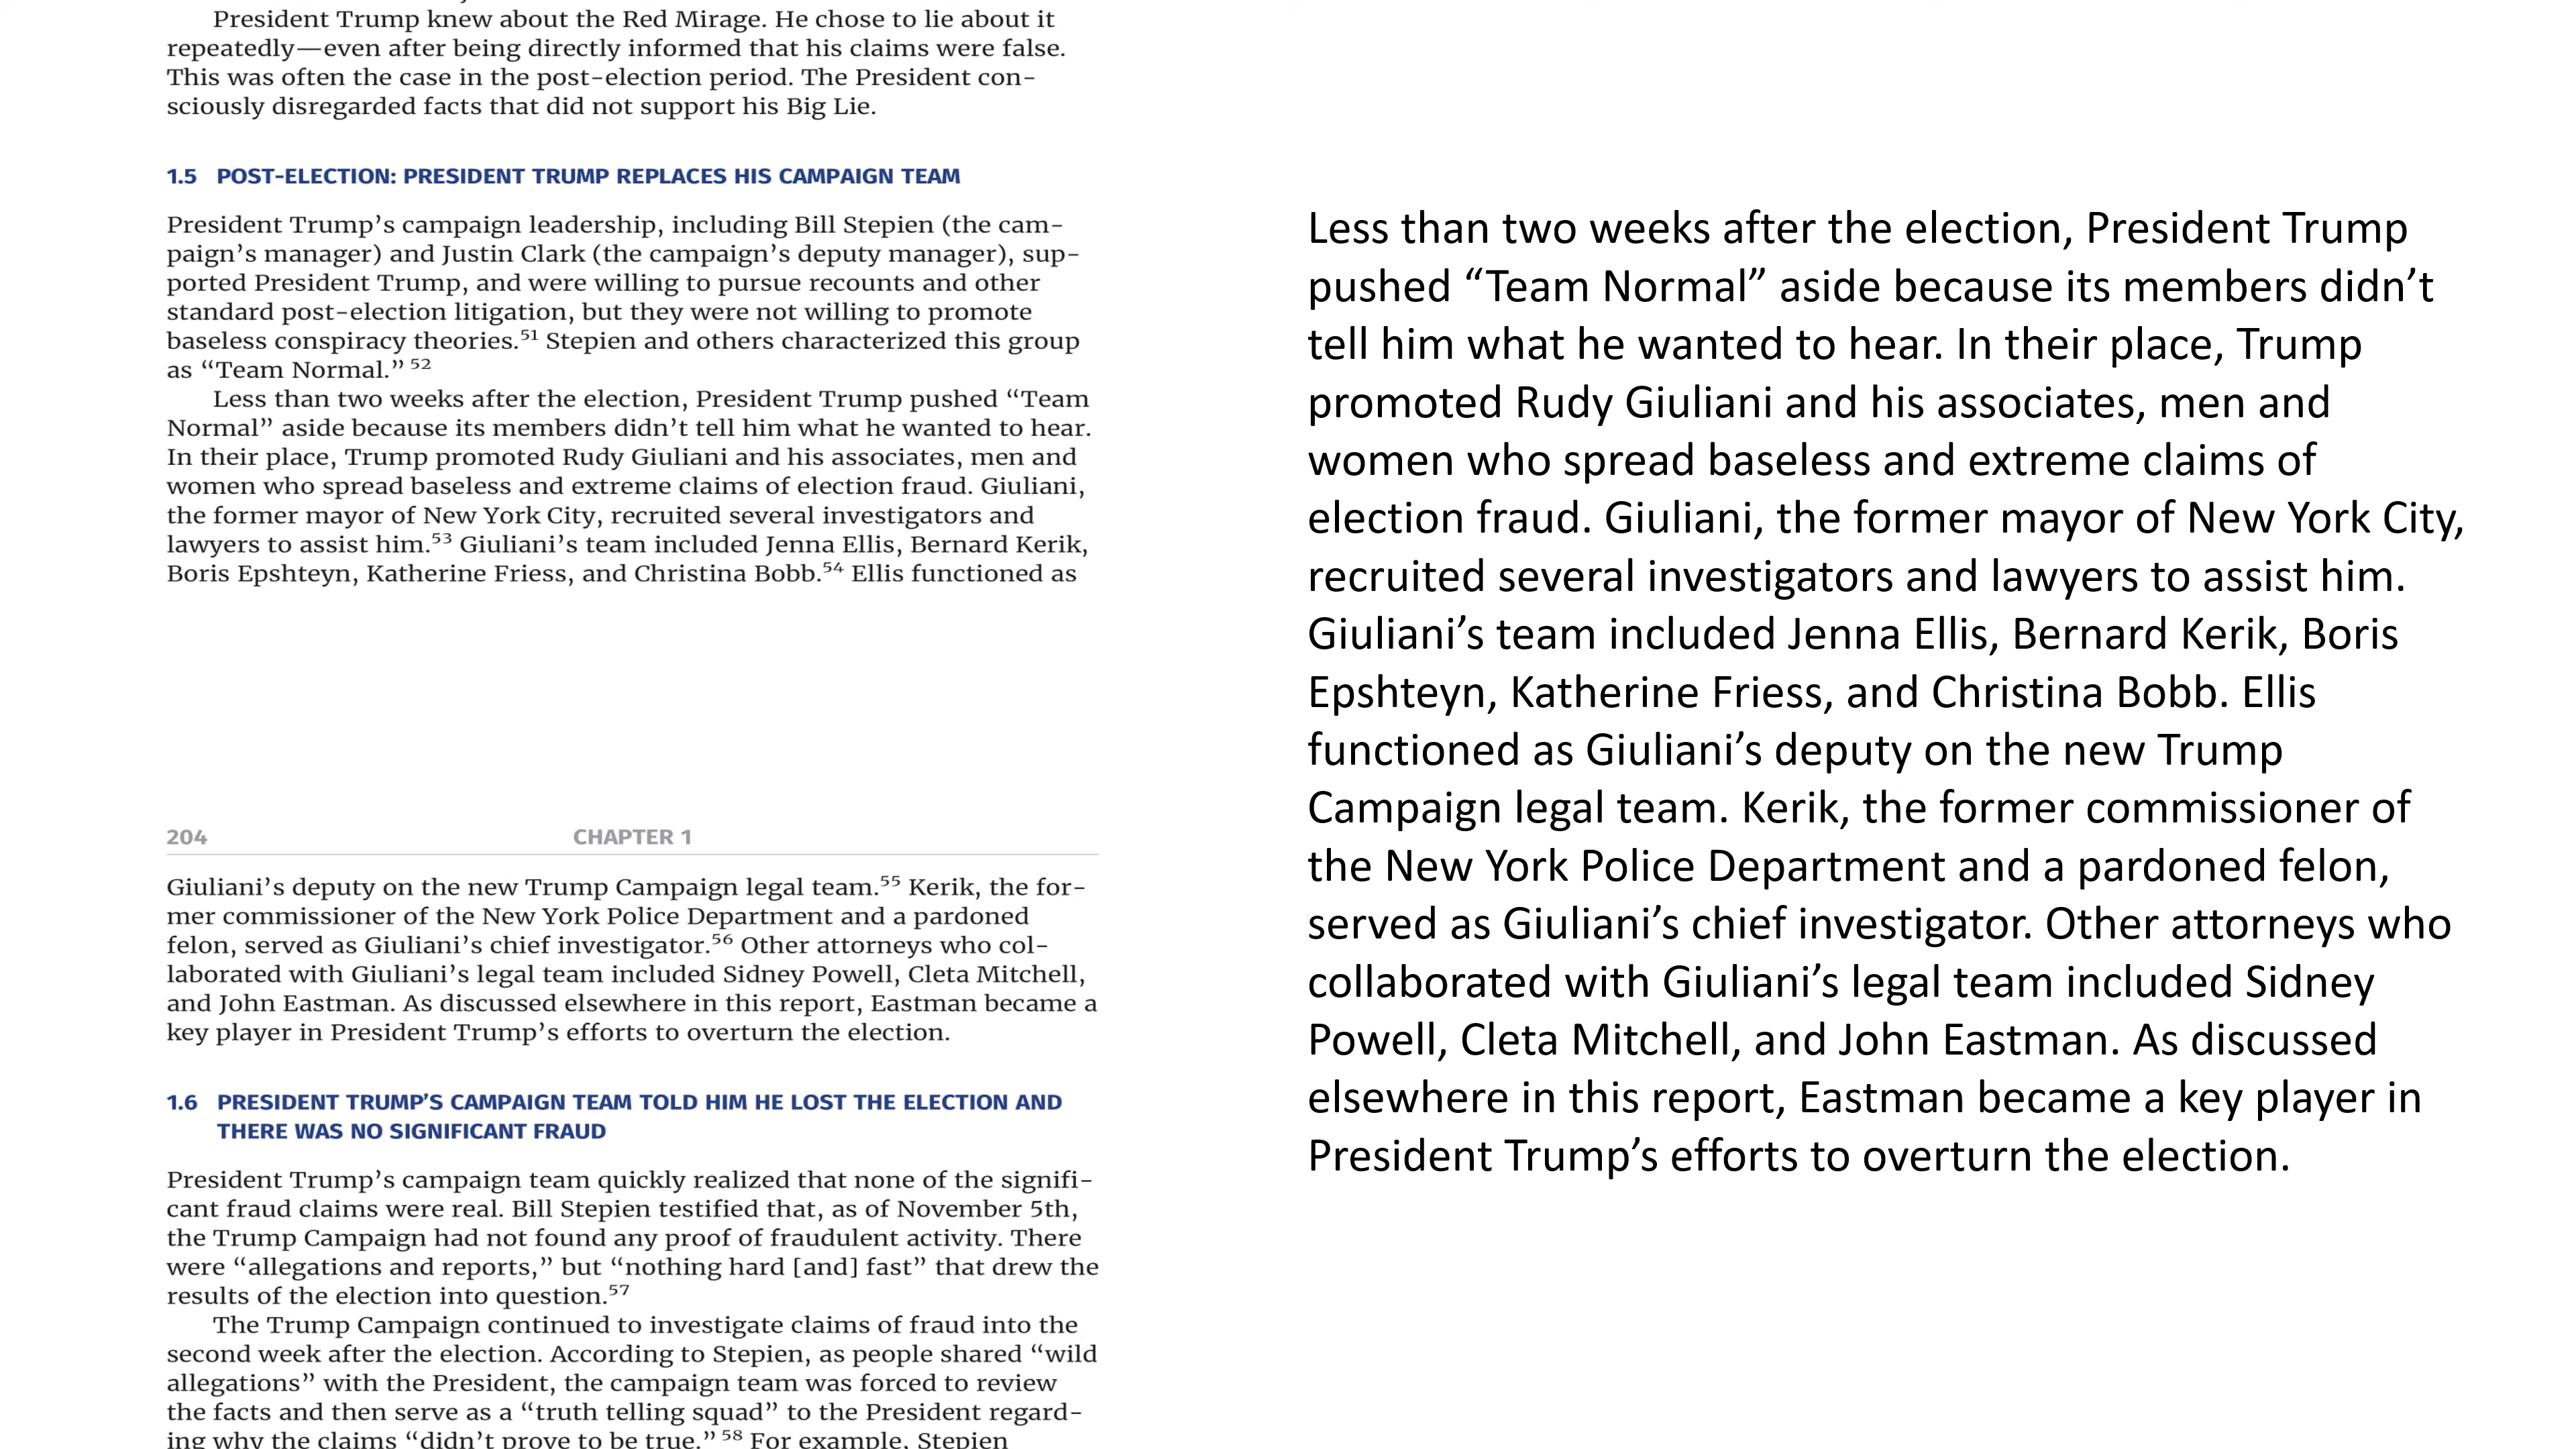 President Trump knew about the Red Mirage. He chose to lie about it
repeatedly—even after being directly informed that his claims were false.
This was often the case in the post-election period. The President con-
sciously disregarded facts that did not support his Big Lie.
1.5 POST-ELECTION: PRESIDENT TRUMP REPLACES HIS CAMPAIGN TEAM
President Trump’s campaign leadership, including Bill Stepien (the cam-
paign’s manager) and Justin Clark (the campaign’s deputy manager), sup-
ported President Trump, and were willing to pursue recounts and other
standard post-election litigation, but they were not willing to promote
baseless conspiracy theories.51 Stepien and others characterized this group
as “Team Normal.” 52
Less than two weeks after the election, President Trump pushed “Team
Normal” aside because its members didn’t tell him what he wanted to hear.
In their place, Trump promoted Rudy Giuliani and his associates, men and
women who spread baseless and extreme claims of election fraud. Giuliani,
the former mayor of New York City, recruited several investigators and
lawyers to assist him.53 Giuliani’s team included Jenna Ellis, Bernard Kerik,
Boris Epshteyn, Katherine Friess, and Christina Bobb.54 Ellis functioned as
204 CHAPTER 1
Giuliani’s deputy on the new Trump Campaign legal team.55 Kerik, the for-
mer commissioner of the New York Police Department and a pardoned
felon, served as Giuliani’s chief investigator.56 Other attorneys who col-
laborated with Giuliani’s legal team included Sidney Powell, Cleta Mitchell,
and John Eastman. As discussed elsewhere in this report, Eastman became a
key player in President Trump’s efforts to overturn the election.
1.6 PRESIDENT TRUMP’S CAMPAIGN TEAM TOLD HIM HE LOST THE ELECTION AND
THERE WAS NO SIGNIFICANT FRAUD
President Trump’s campaign team quickly realized that none of the signifi-
cant fraud claims were real. Bill Stepien testified that, as of November 5th,
the Trump Campaign had not found any proof of fraudulent activity. There
were “allegations and reports,” but “nothing hard [and] fast” that drew the
results of the election into question.57
The Trump Campaign continued to investigate claims of fraud into the
second week after the election. According to Stepien, as people shared “wild
allegations” with the President, the campaign team was forced to review
the facts and then serve as a “truth telling squad” to the President regard-
ing why the claims “didn’t prove to be true.” 58 For example, Stepien
Less than two weeks after the election, President Trump
pushed “Team Normal” aside because its members didn’t
tell him what he wanted to hear. In their place, Trump
promoted Rudy Giuliani and his associates, men and
women who spread baseless and extreme claims of
election fraud. Giuliani, the former mayor of New York City,
recruited several investigators and lawyers to assist him.
Giuliani’s team included Jenna Ellis, Bernard Kerik, Boris
Epshteyn, Katherine Friess, and Christina Bobb. Ellis
functioned as Giuliani’s deputy on the new Trump
Campaign legal team. Kerik, the former commissioner of
the New York Police Department and a pardoned felon,
served as Giuliani’s chief investigator. Other attorneys who
collaborated with Giuliani’s legal team included Sidney
Powell, Cleta Mitchell, and John Eastman. As discussed
elsewhere in this report, Eastman became a key player in
President Trump’s efforts to overturn the election.